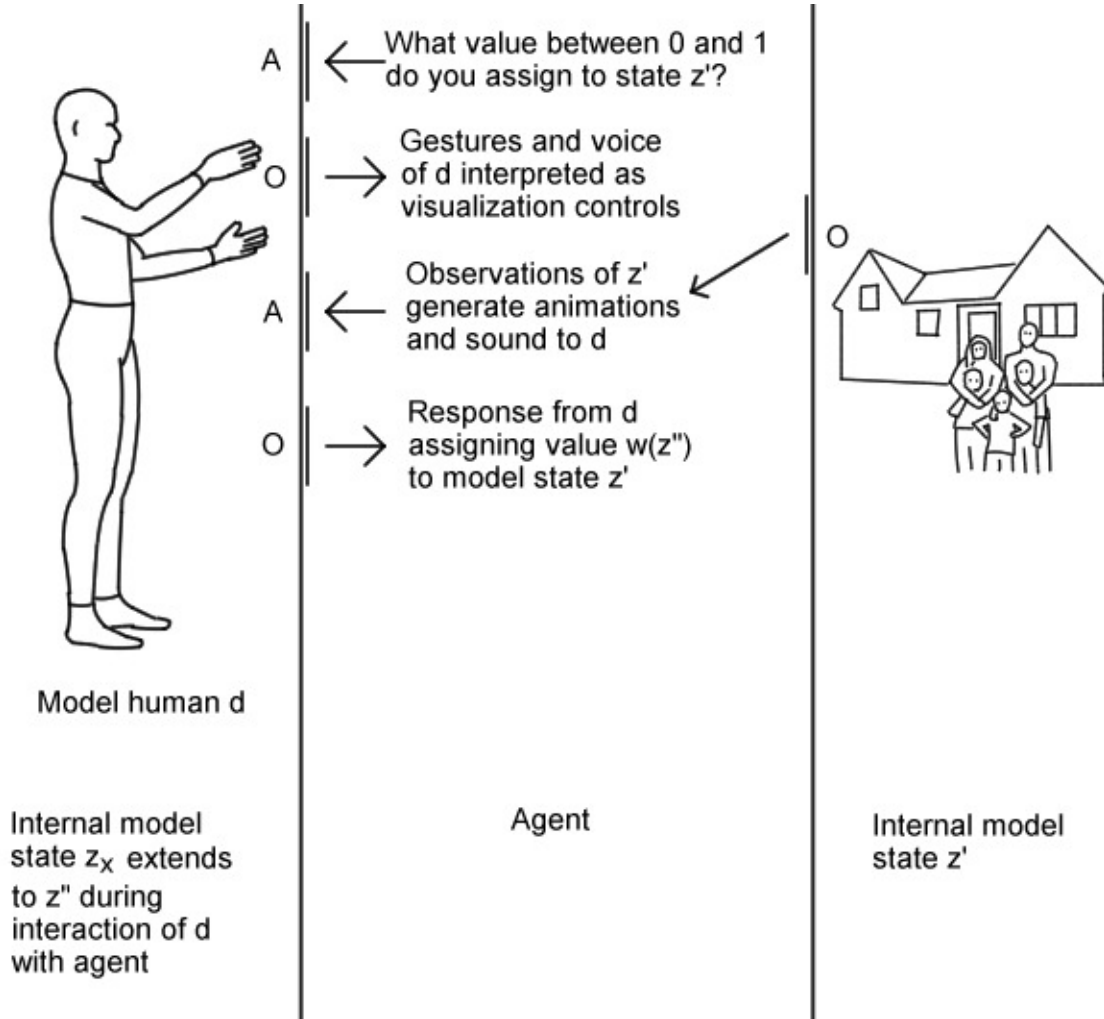 A
What value between 0 and 1
do you assign to state z'?
O
Gestures and voice
of d interpreted as
visualization controls
A
Observations of z'
generate animations
and sound to d
O
O
Response from d
assigning value w(z'')
to model state z'
Model human d
Internal model
state zx extends
to z'' during
interaction of d
with agent
Agent
Internal model
state z'